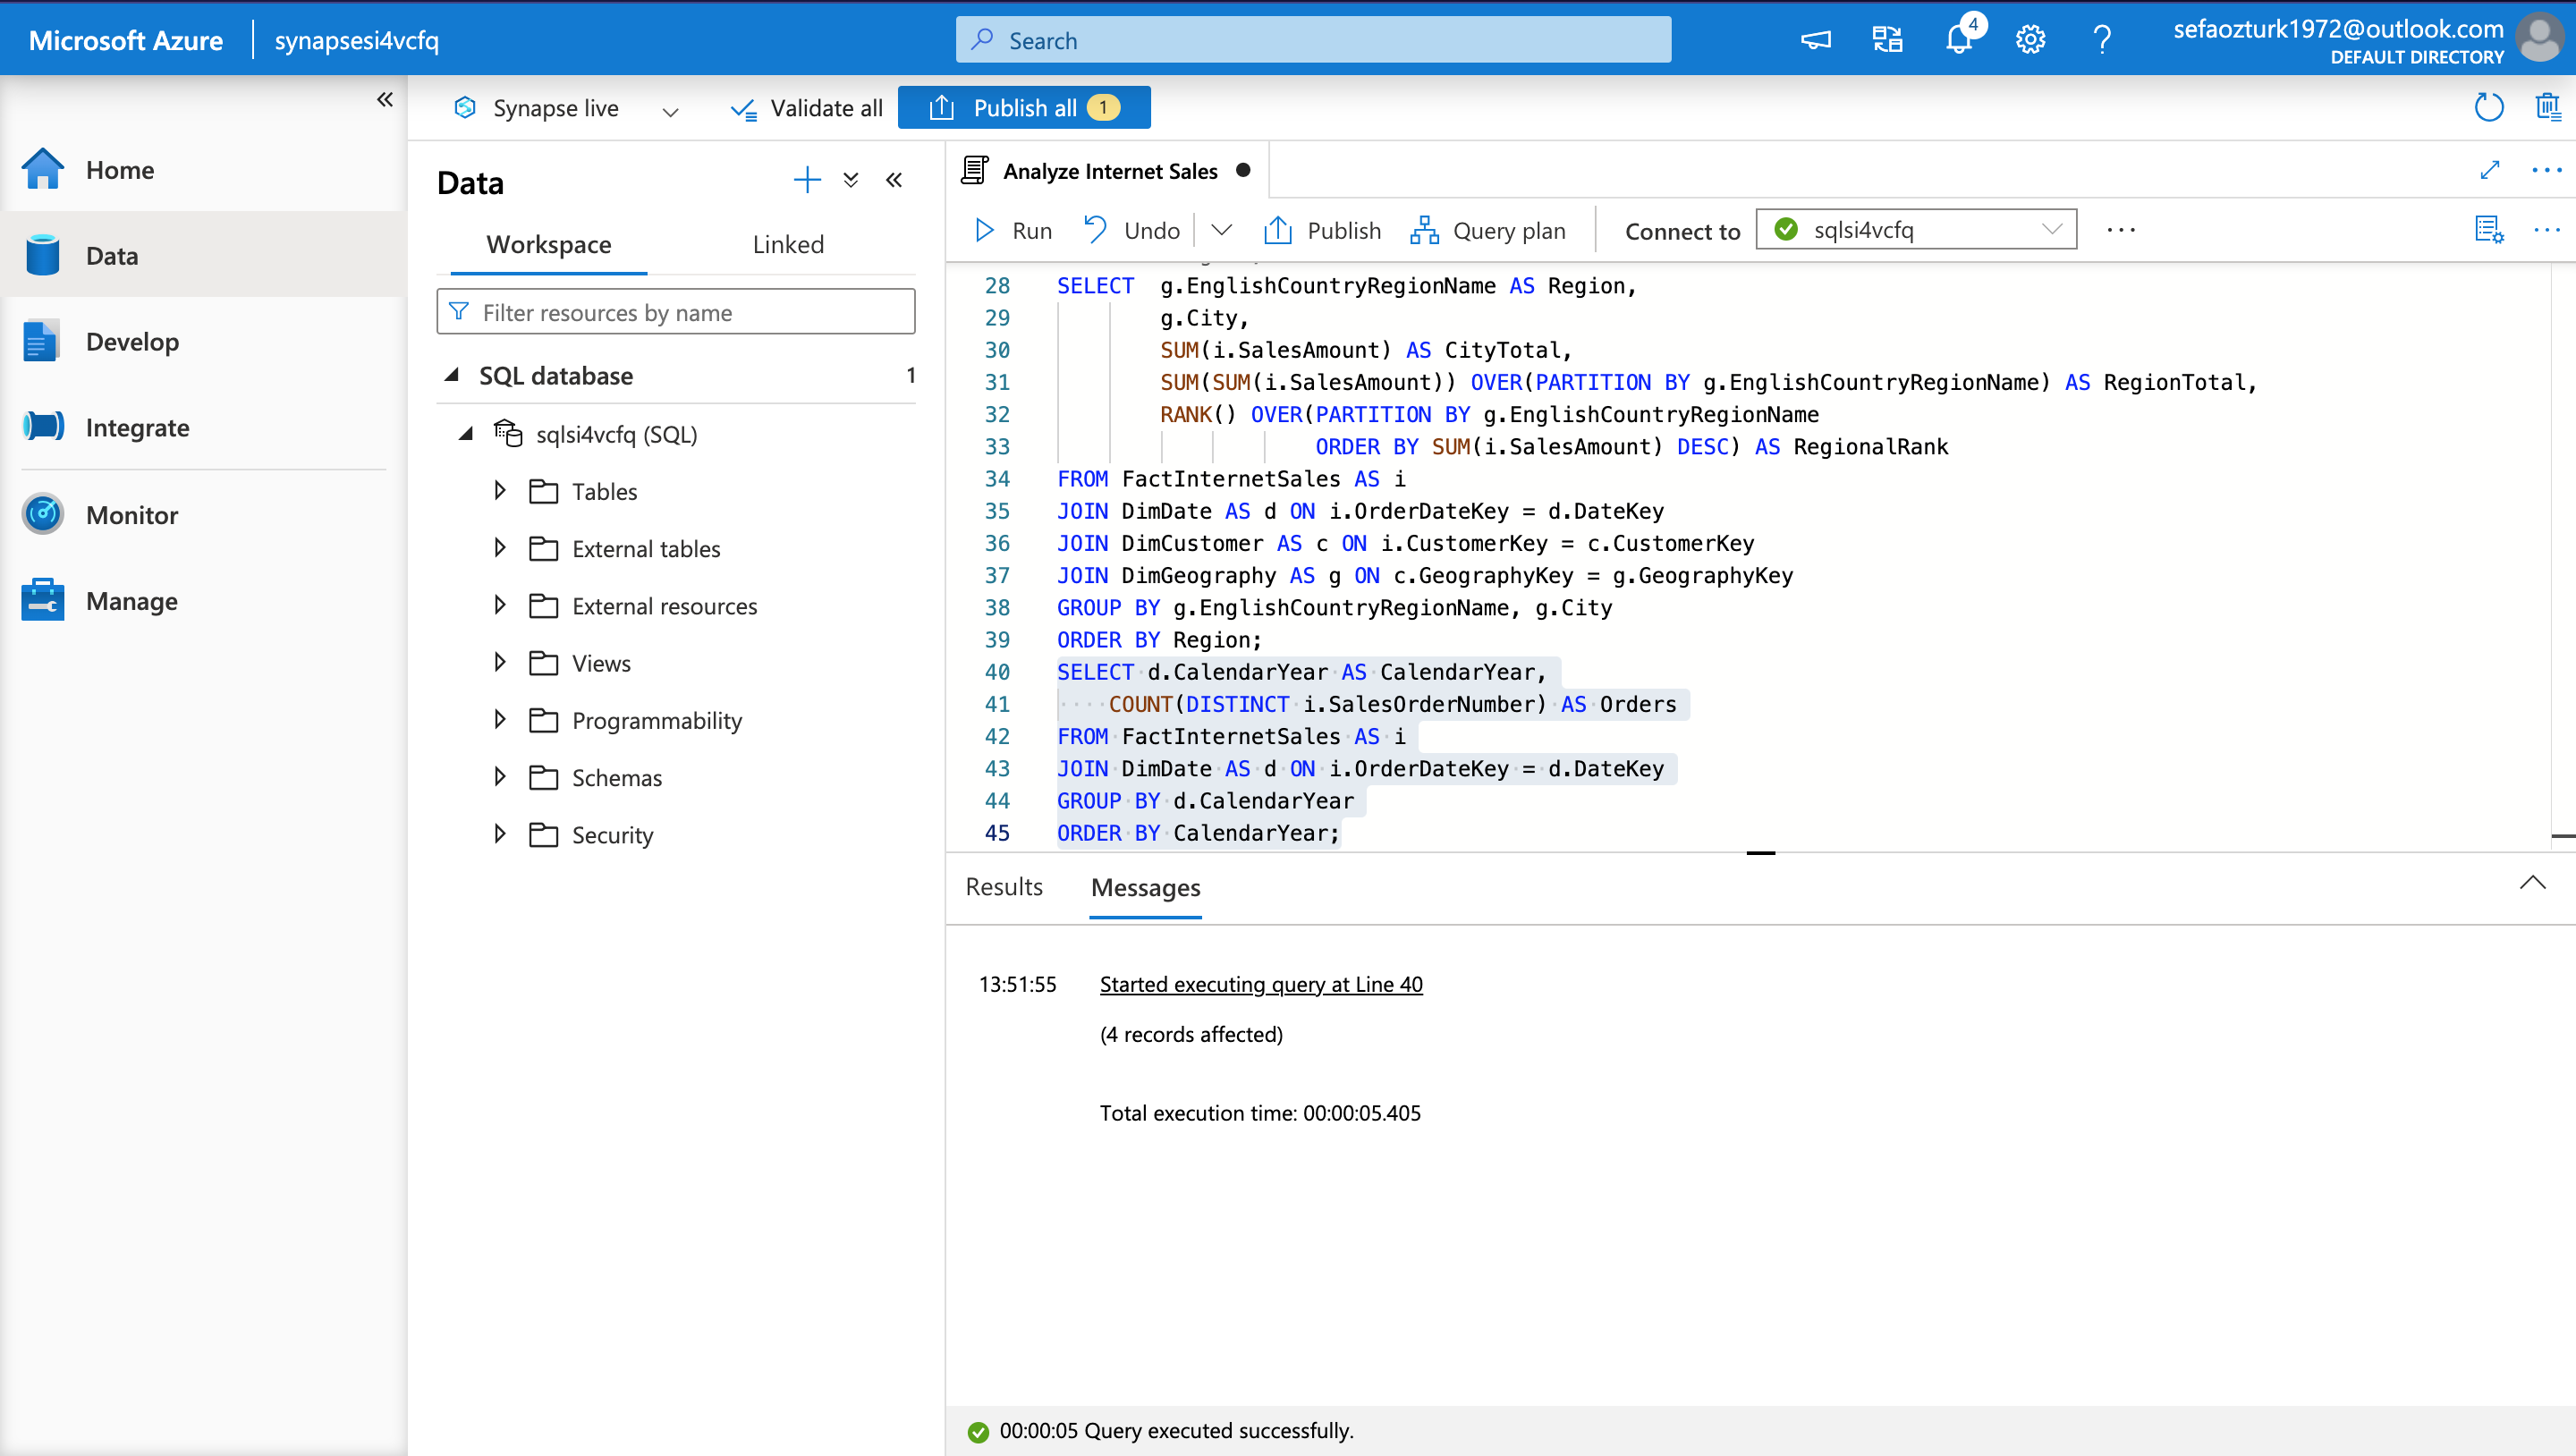 Microsoft Azure
synapsesi4vcfq
Search
4
sefaozturk1972@outlook.com
DEFAULT DIRECTORY
Home
Data
Develop
Integrate
Monitor
Manage
Synapse live
Validate all
Publish all 1
Data
Workspace
Linked
Filter resources by name
SQL database 1
sqlsi4vcfq (SQL)
Tables
External tables
External resources
Views
Programmability
Schemas
Security
Analyze Internet Sales
Run
Undo
Publish
Query plan
Connect to
sqlsi4vcfq
28 SELECT  g.EnglishCountryRegionName AS Region,
29         g.City,
30         SUM(i.SalesAmount) AS CityTotal,
31         SUM(SUM(i.SalesAmount)) OVER(PARTITION BY g.EnglishCountryRegionName) AS RegionTotal,
32         RANK() OVER(PARTITION BY g.EnglishCountryRegionName
33                     ORDER BY SUM(i.SalesAmount) DESC) AS RegionalRank
34 FROM FactInternetSales AS i
35 JOIN DimDate AS d ON i.OrderDateKey = d.DateKey
36 JOIN DimCustomer AS c ON i.CustomerKey = c.CustomerKey
37 JOIN DimGeography AS g ON c.GeographyKey = g.GeographyKey
38 GROUP BY g.EnglishCountryRegionName, g.City
39 ORDER BY Region;
40 SELECT d.CalendarYear AS CalendarYear,
41     COUNT(DISTINCT i.SalesOrderNumber) AS Orders
42 FROM FactInternetSales AS i
43 JOIN DimDate AS d ON i.OrderDateKey = d.DateKey
44 GROUP BY d.CalendarYear
45 ORDER BY CalendarYear;
Results
Messages
13:51:55 Started executing query at Line 40
(4 records affected)
Total execution time: 00:00:05.405
00:00:05 Query executed successfully.